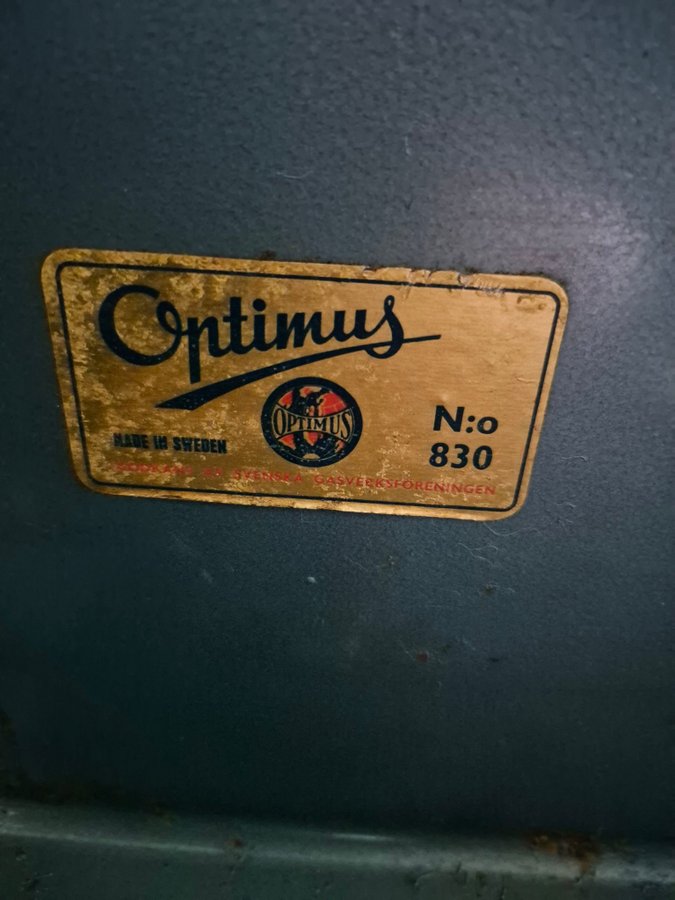 Optimus
OPTIMUS
N:o
830
MADE IN SWEDEN
GODKÄND AV SVENSKA GASVERKSFÖRENINGEN